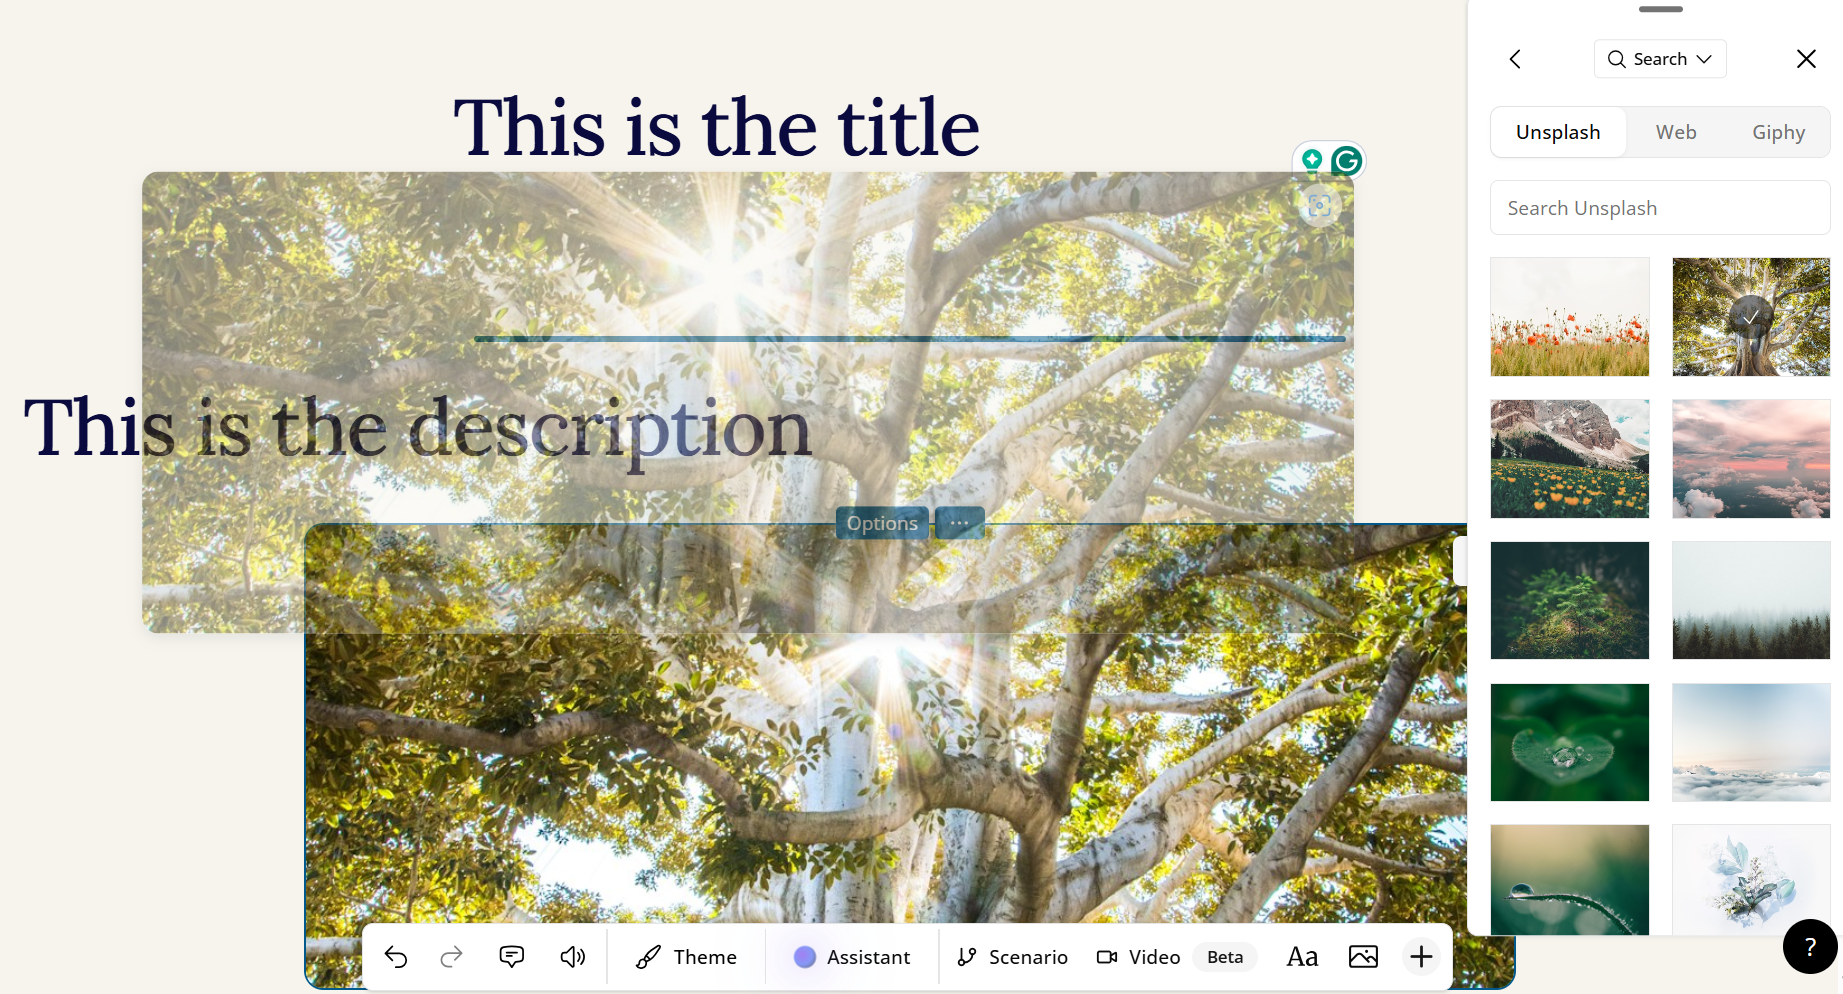 This is the title
This is the description
Options ...
Search
Unsplash Web Giphy
Search Unsplash
Theme Assistant Scenario Video Beta Aa
?